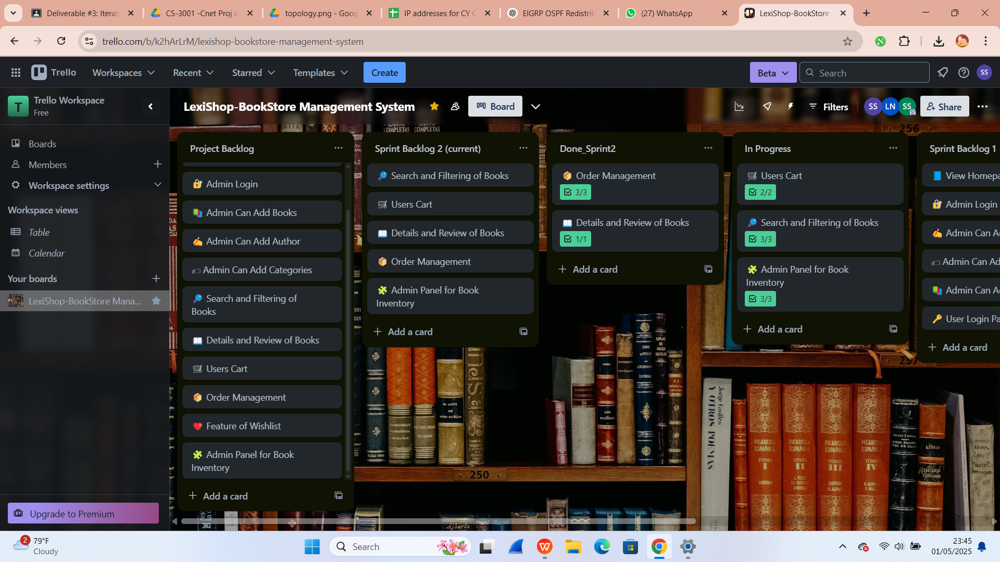 Deliverable #3: Iterati
CS-3001 -Cnet Proj c
topology.png - Goog
IP addresses for CY C
EIGRP OSPF Redistrib
(27) WhatsApp
LexiShop-BookStore
trello.com/b/k2hArLrM/lexishop-bookstore-management-system
Trello
Workspaces
Recent
Starred
Templates
Create
Beta
Search
SS
T
Trello Workspace
Free
LexiShop-BookStore Management System
Board
Filters
SS
LN
SS
Share
Boards
Members
Workspace settings
Workspace views
Table
Calendar
Your boards
LexiShop-BookStore Mana...
Upgrade to Premium
Project Backlog
Admin Login
Admin Can Add Books
Admin Can Add Author
Admin Can Add Categories
Search and Filtering of
Books
Details and Review of Books
Users Cart
Order Management
Feature of Wishlist
Admin Panel for Book
Inventory
Add a card
Sprint Backlog 2 (current)
Search and Filtering of Books
Users Cart
Details and Review of Books
Order Management
Admin Panel for Book
Inventory
Add a card
Done_Sprint2
Order Management
3/3
Details and Review of Books
1/1
Add a card
In Progress
Users Cart
2/2
Search and Filtering of Books
3/3
Admin Panel for Book
Inventory
3/3
Add a card
Sprint Backlog 1
View Homepa
Admin Login
Admin Can Ad
Admin Can Ad
Admin Can Ad
User Login Pa
Add a card
COMPLETAS
COMPLETAS
256
257
250
Jorge Guillén
Y OTROS POEMAS
PICARESCA
ESPAÑOLA
TOMO
I
QUEVEDO
PICARESCA
ESPAÑOLA
TOMO
II
PICARESCA
ESPAÑOLA
TOMO
III
PICARESCA
ESPAÑOLA
TOMO
IV
2
79°F
Cloudy
Search
23:45
01/05/2025